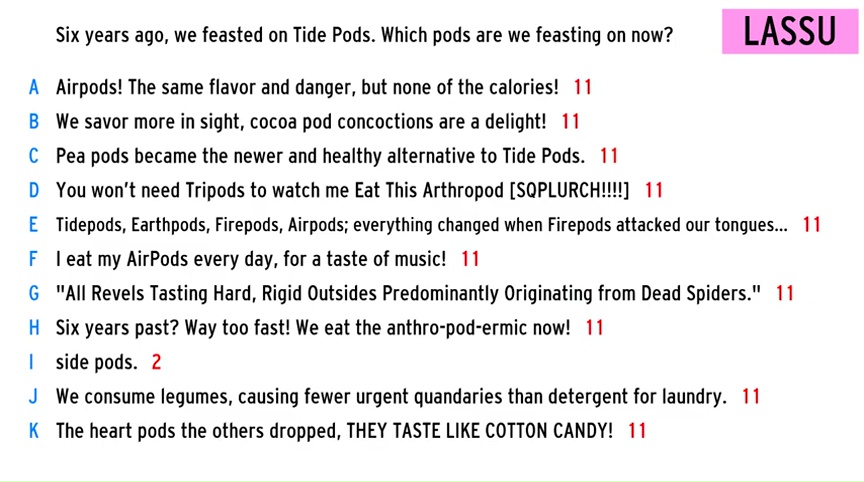 Six years ago, we feasted on Tide Pods. Which pods are we feasting on now? LASSU
A Airpods! The same flavor and danger, but none of the calories! 11
B We savor more in sight, cocoa pod concoctions are a delight! 11
C Pea pods became the newer and healthy alternative to Tide Pods. 11
D You won't need Tripods to watch me Eat This Arthropod [SQPLURCH!!!!] 11
E Tidepods, Earthpods, Firepods, Airpods; everything changed when Firepods attacked our tongues... 11
F I eat my AirPods every day, for a taste of music! 11
G "All Revels Tasting Hard, Rigid Outsides Predominantly Originating from Dead Spiders." 11
H Six years past? Way too fast! We eat the anthro-pod-ermic now! 11
I side pods. 2
J We consume legumes, causing fewer urgent quandaries than detergent for laundry. 11
K The heart pods the others dropped, THEY TASTE LIKE COTTON CANDY! 11